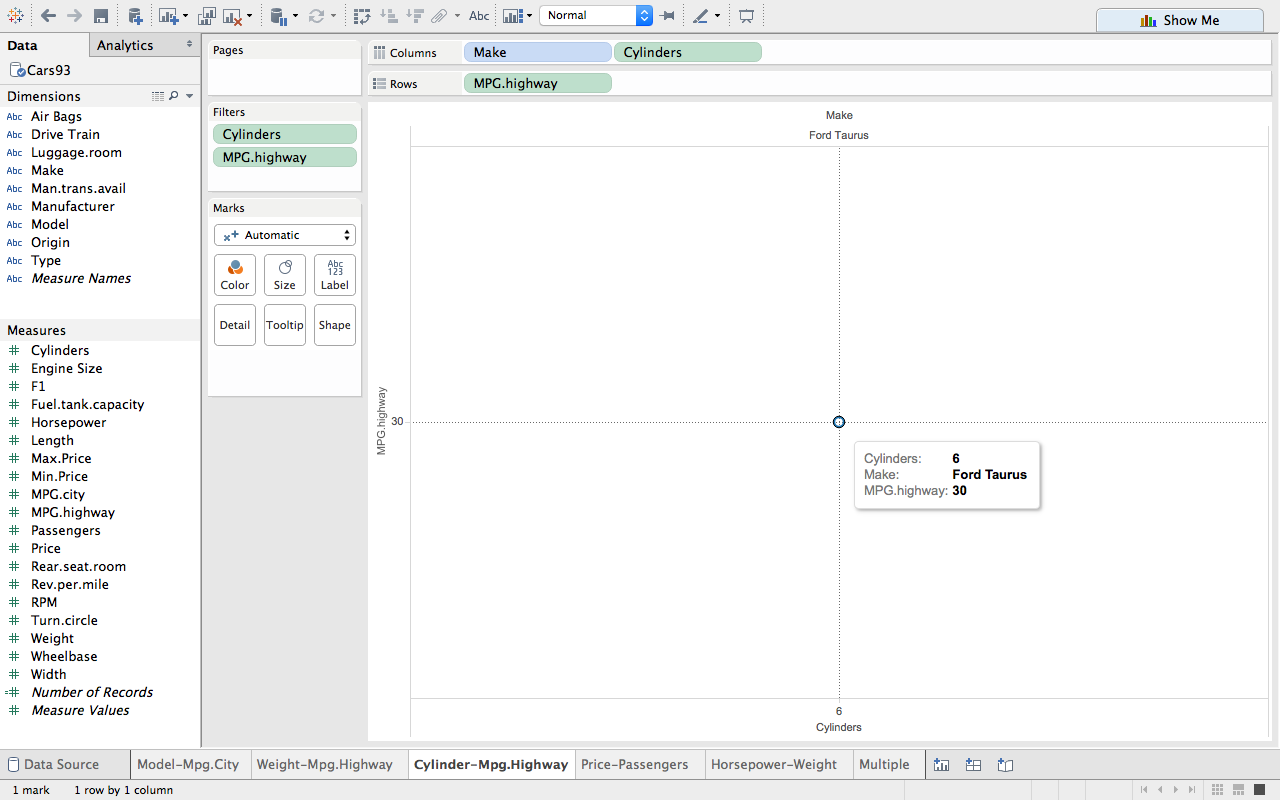 Abc
Normal
Show Me
Data
Analytics
Cars93
Dimensions
Abc Air Bags
Abc Drive Train
Abc Luggage.room
Abc Make
Abc Man.trans.avail
Abc Manufacturer
Abc Model
Abc Origin
Abc Type
Abc Measure Names
Measures
Cylinders
Engine Size
F1
Fuel.tank.capacity
Horsepower
Length
Max.Price
Min.Price
MPG.city
MPG.highway
Passengers
Price
Rear.seat.room
Rev.per.mile
RPM
Turn.circle
Weight
Wheelbase
Width
Number of Records
Measure Values
Pages
Filters
Cylinders
MPG.highway
Marks
Automatic
Color
Size
Abc
123
Label
Detail
Tooltip
Shape
Columns
Make
Cylinders
Rows
MPG.highway
Make
Ford Taurus
MPG.highway
30
Cylinders: 6
Make: Ford Taurus
MPG.highway: 30
6
Cylinders
Data Source
Model-Mpg.City
Weight-Mpg.Highway
Cylinder-Mpg.Highway
Price-Passengers
Horsepower-Weight
Multiple
1 mark
1 row by 1 column